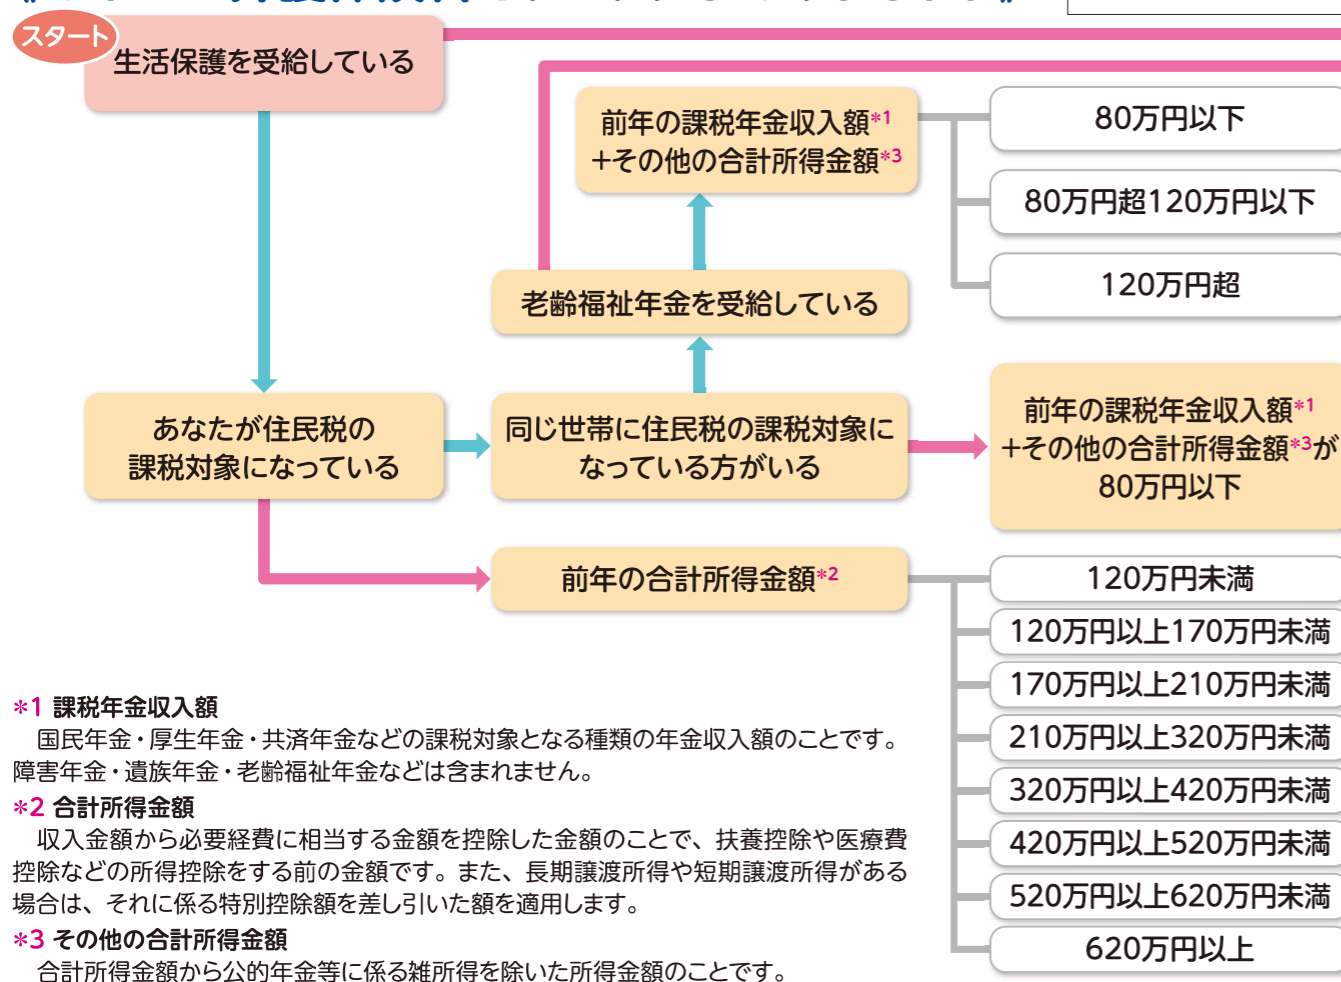 スタート
生活保護を受給している
前年の課税年金収入額*1
+その他の合計所得金額*3
80万円以下
80万円超120万円以下
120万円超
老齢福祉年金を受給している
あなたが住民税の
課税対象になっている
同じ世帯に住民税の課税対象に
なっている方がいる
前年の課税年金収入額*1
+その他の合計所得金額*3が
80万円以下
前年の合計所得金額*2
120万円未満
120万円以上170万円未満
170万円以上210万円未満
210万円以上320万円未満
320万円以上420万円未満
420万円以上520万円未満
520万円以上620万円未満
620万円以上
*1 課税年金収入額
国民年金・厚生年金・共済年金などの課税対象となる種類の年金収入額のことです。
障害年金・遺族年金・老齢福祉年金などは含まれません。
*2 合計所得金額
収入金額から必要経費に相当する金額を控除した金額のことで、扶養控除や医療費
控除などの所得控除をする前の金額です。また、長期譲渡所得や短期譲渡所得がある
場合は、それに係る特別控除額を差し引いた額を適用します。
*3 その他の合計所得金額
合計所得金額から公的年金等に係る雑所得を除いた所得金額のことです。